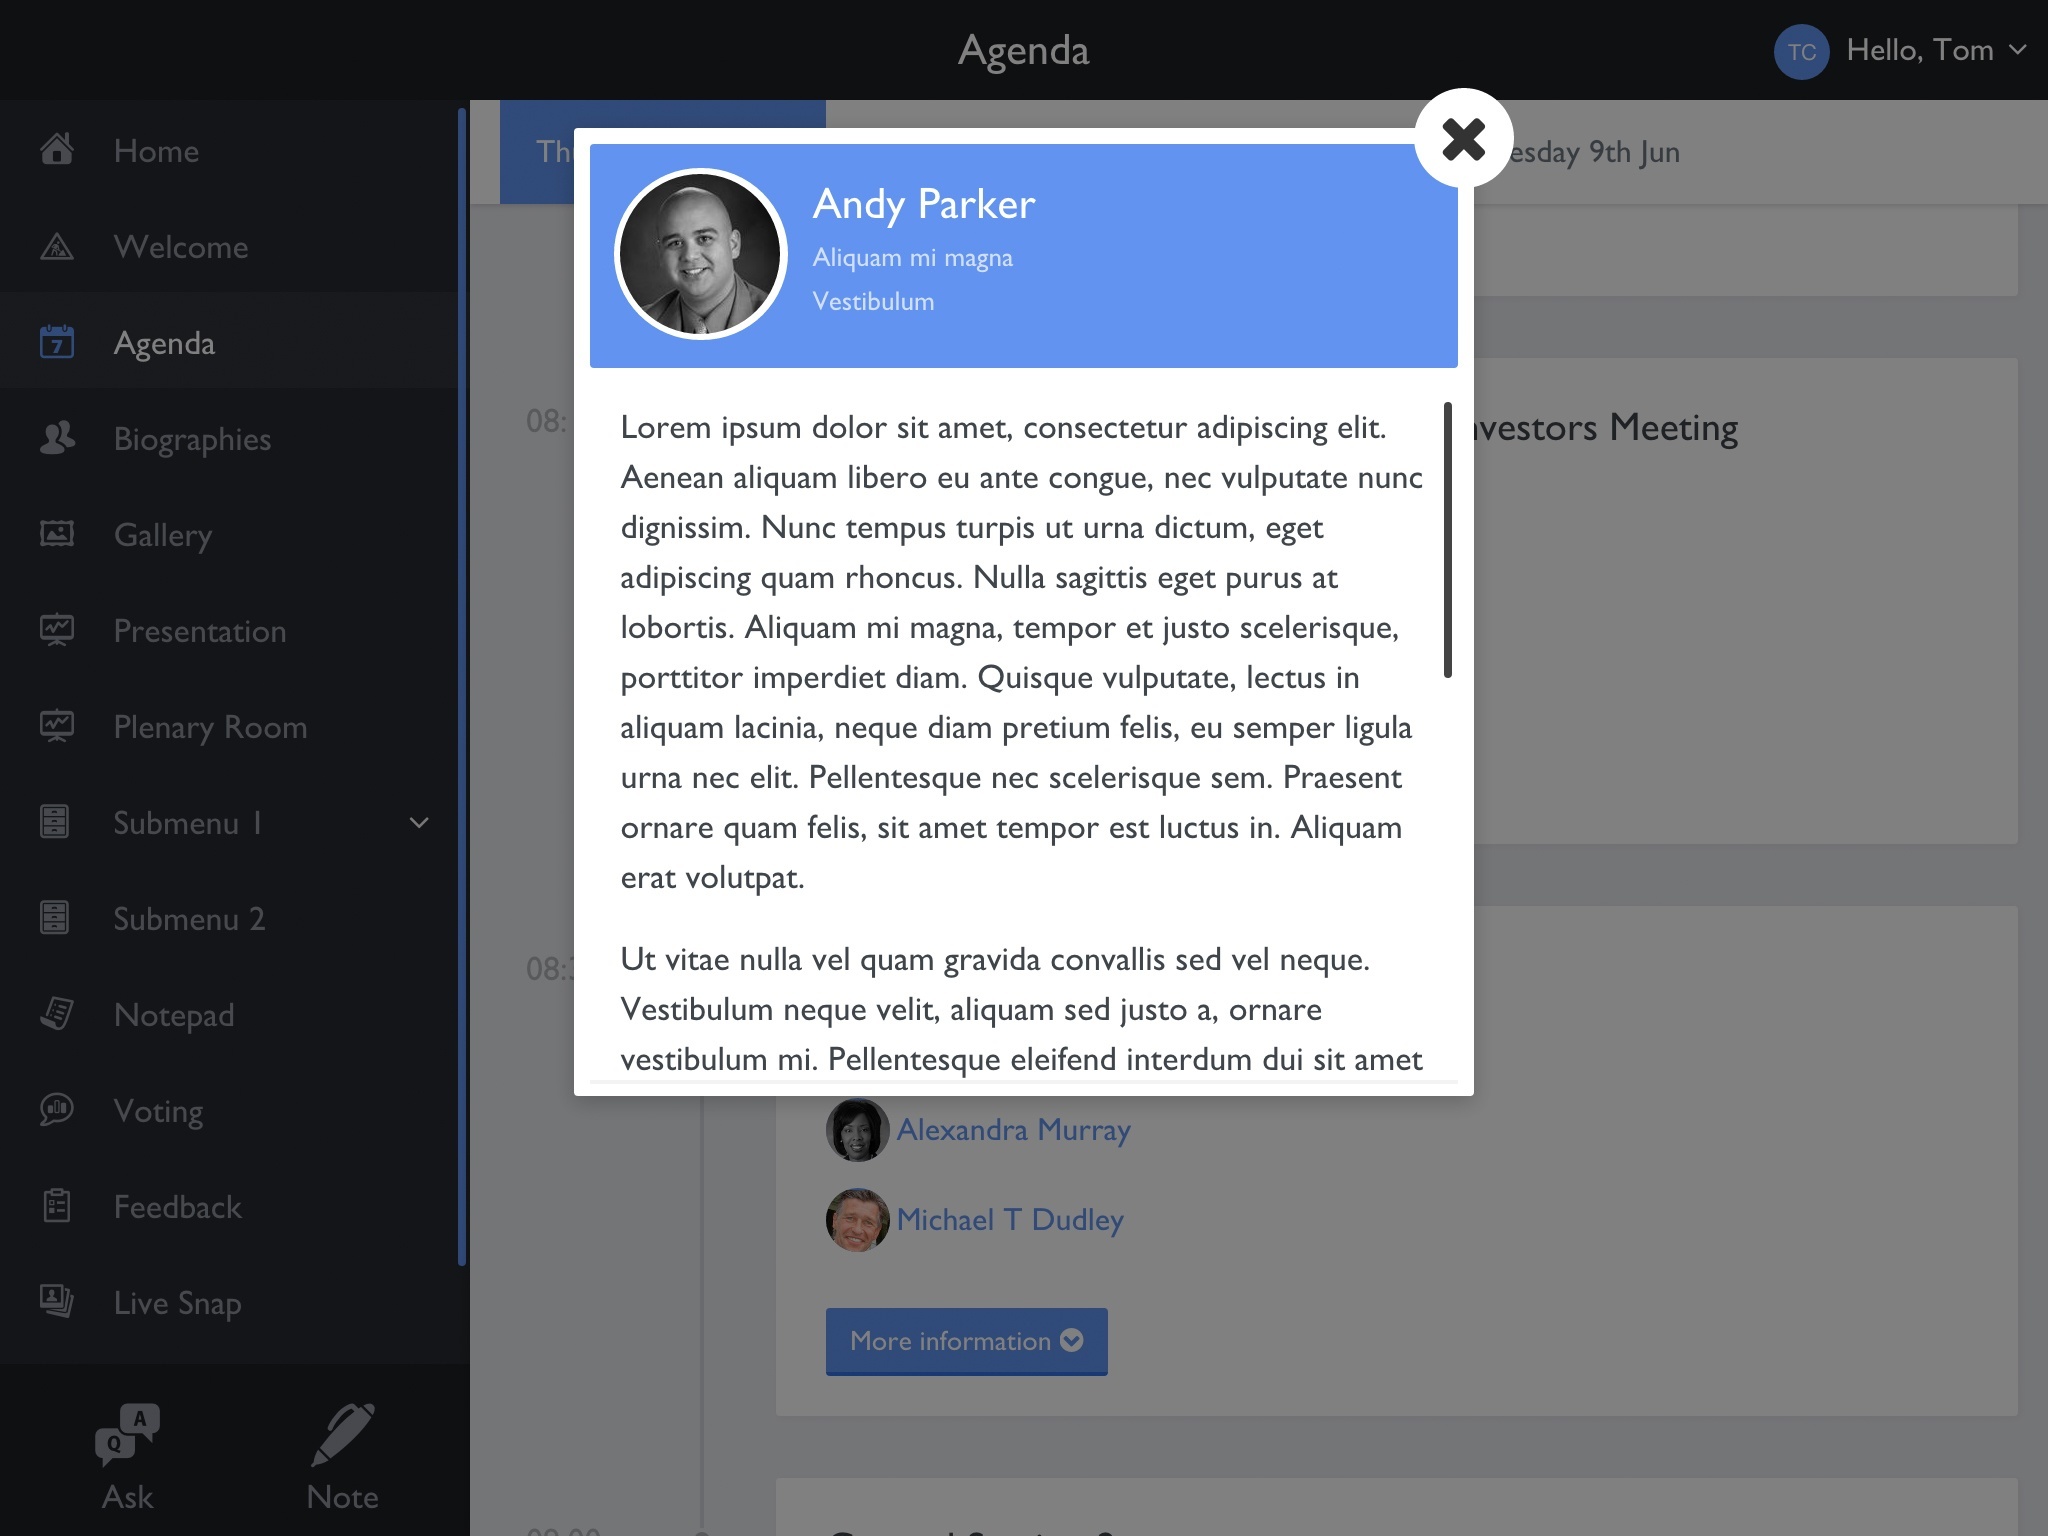 Agenda
TC
Hello, Tom
Home
Welcome
7
Agenda
Biographies
Gallery
Presentation
Plenary Room
Submenu 1
Submenu 2
Notepad
Voting
Feedback
Live Snap
A
Q
Ask
Note
9th Jun
Andy Parker
Aliquam mi magna
Vestibulum
Lorem ipsum dolor sit amet, consectetur adipiscing elit.
Aenean aliquam libero eu ante congue, nec vulputate nunc
dignissim. Nunc tempus turpis ut urna dictum, eget
adipiscing quam rhoncus. Nulla sagittis eget purus at
lobortis. Aliquam mi magna, tempor et justo scelerisque,
porttitor imperdiet diam. Quisque vulputate, lectus in
aliquam lacinia, neque diam pretium felis, eu semper ligula
urna nec elit. Pellentesque nec scelerisque sem. Praesent
ornare quam felis, sit amet tempor est luctus in. Aliquam
erat volutpat.
Ut vitae nulla vel quam gravida convallis sed vel neque.
Vestibulum neque velit, aliquam sed justo a, ornare
vestibulum mi. Pellentesque eleifend interdum dui sit amet
Meeting
Alexandra Murray
Michael T Dudley
More information